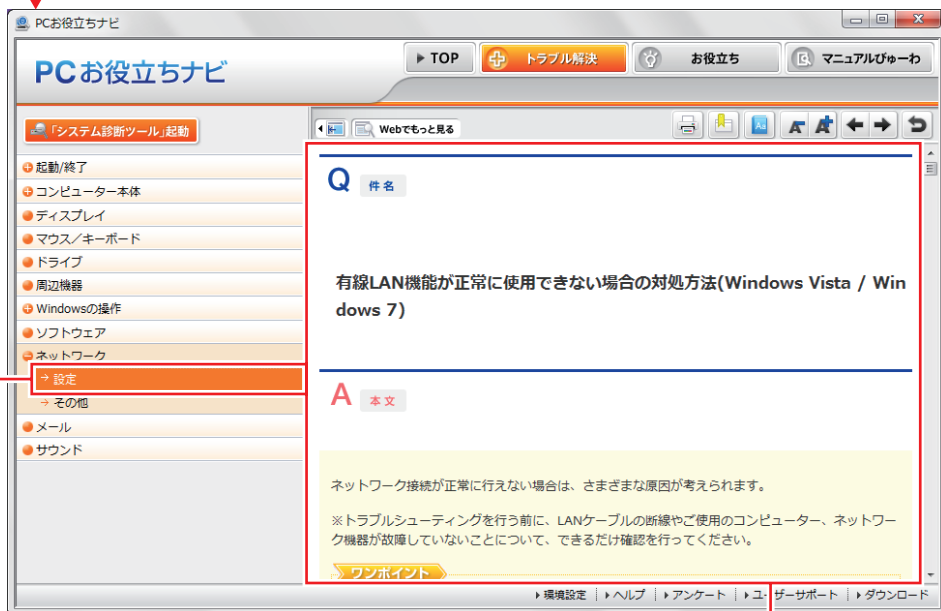 PCお役立ちナビ
PCお役立ちナビ
TOP
トラブル解決
お役立ち
マニュアルびゅーわ
「システム診断ツール」起動
Webでもっと見る
起動/終了
コンピューター本体
ディスプレイ
マウス／キーボード
ドライブ
周辺機器
Windowsの操作
ソフトウェア
ネットワーク
設定
その他
メール
サウンド
Q 件名
有線LAN機能が正常に使用できない場合の対処方法(Windows Vista / Win
dows 7)
A 本文
ネットワーク接続が正常に行えない場合は、さまざまな原因が考えられます。
※トラブルシューティングを行う前に、LANケーブルの断線やご使用のコンピューター、ネットワー
ク機器が故障していないことについて、できるだけ確認を行ってください。
ワンポイント
環境設定 | ヘルプ | アンケート | ユーザーサポート | ダウンロード